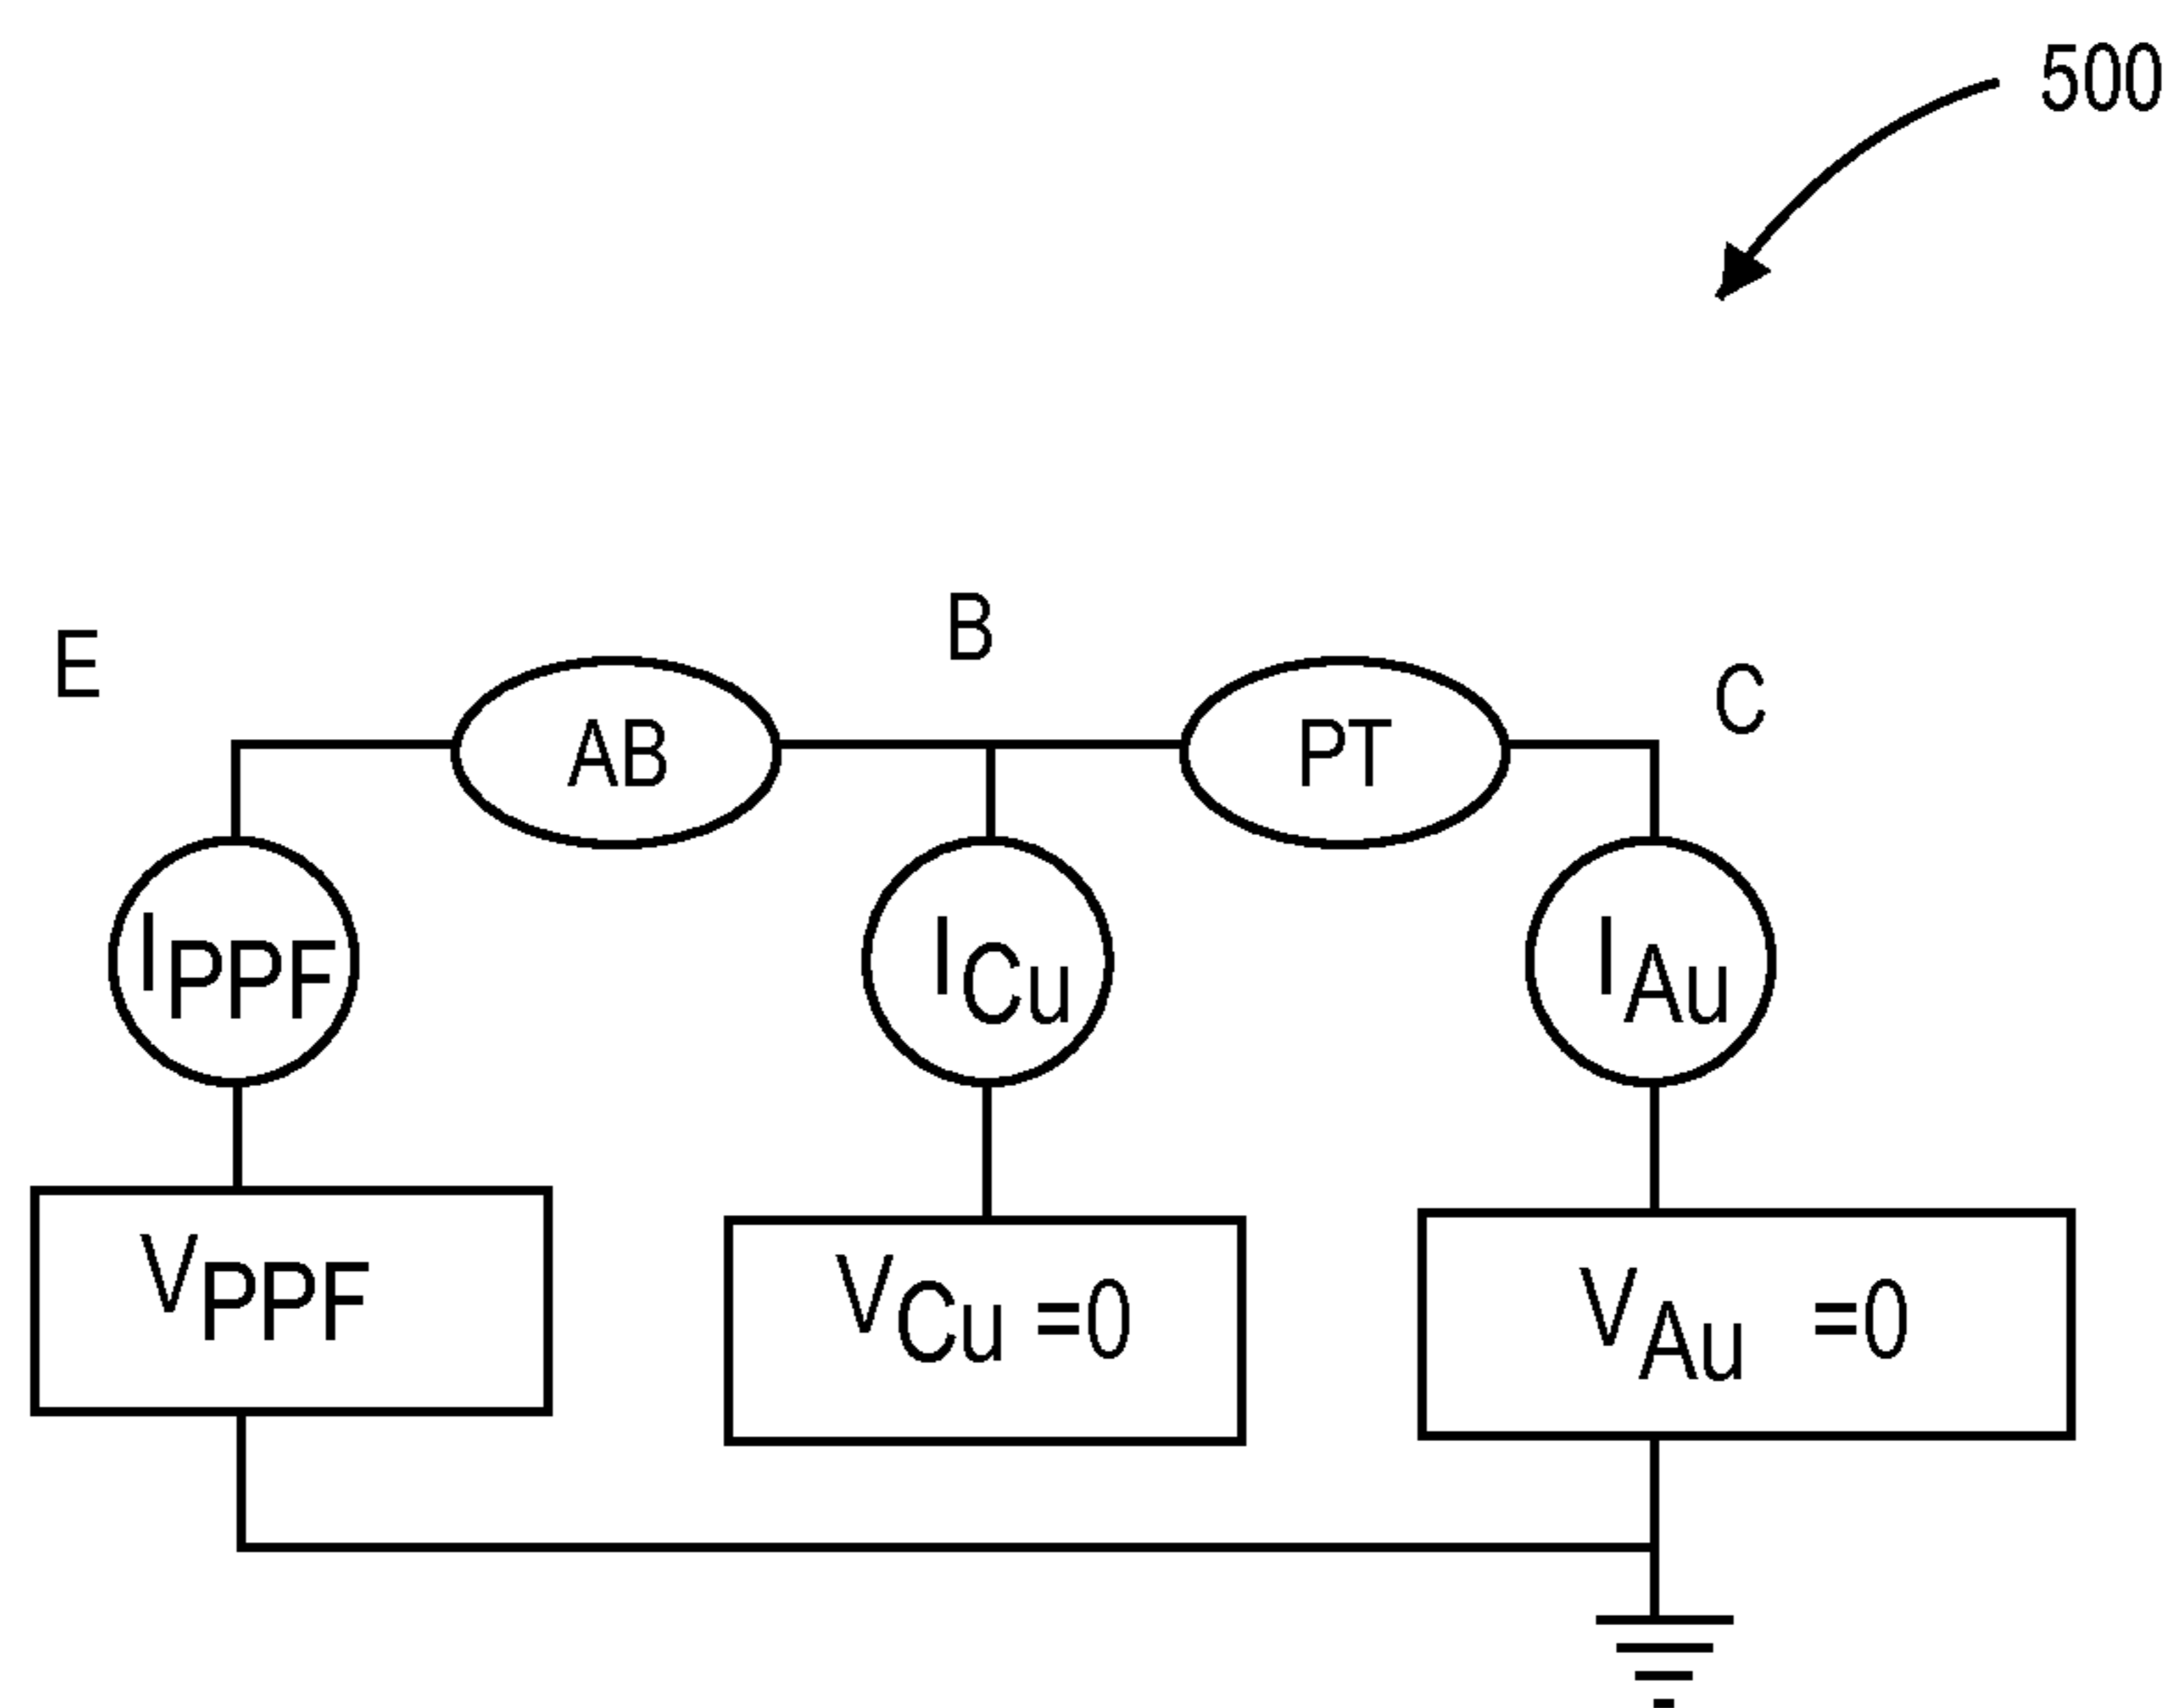 500
E
B
C
AB
PT
IPPF
ICu
IAu
VPPF
VCu =0
VAu =0